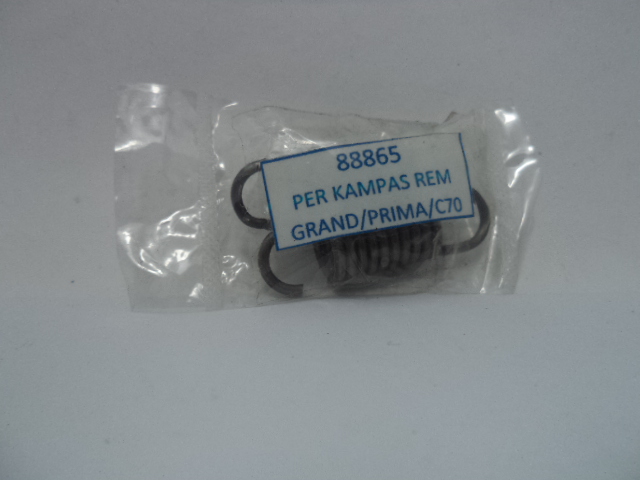 88865
PER KAMPAS REM
GRAND/PRIMA/C70